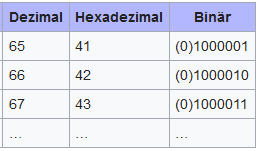 Dezimal Hexadezimal Binär
65 41 (0)1000001
66 42 (0)1000010
67 43 (0)1000011
… … …